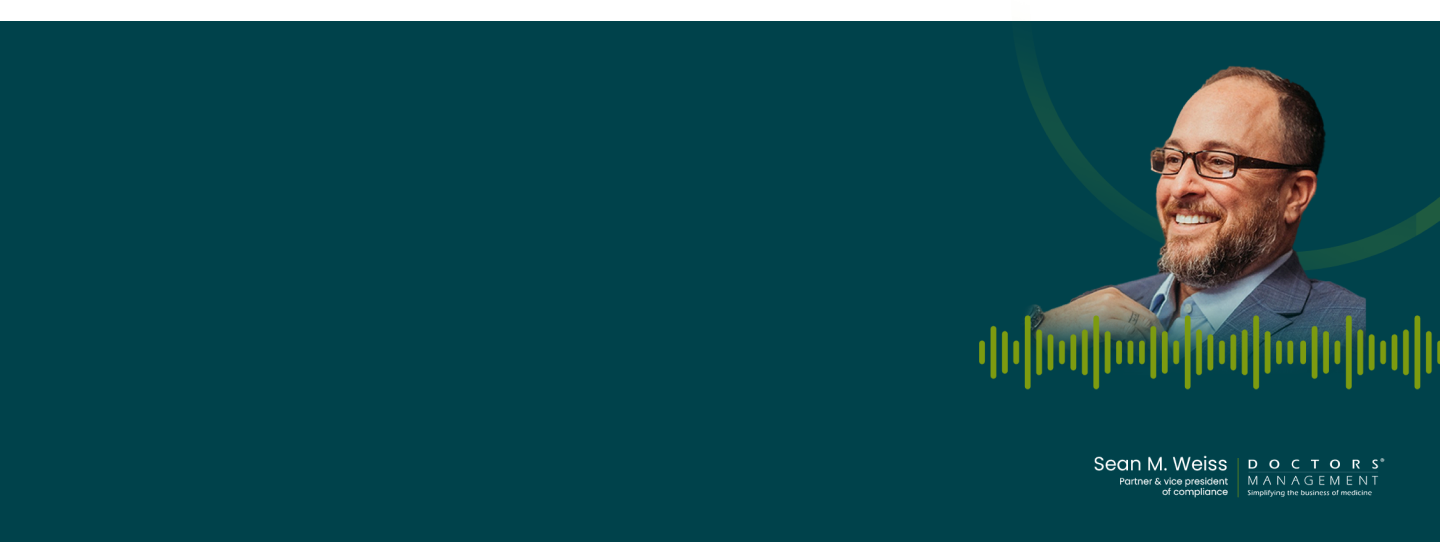 Sean M. Weiss
Partner & vice president
of compliance
DOCTORS®
MANAGEMENT
Simplifying the business of medicine